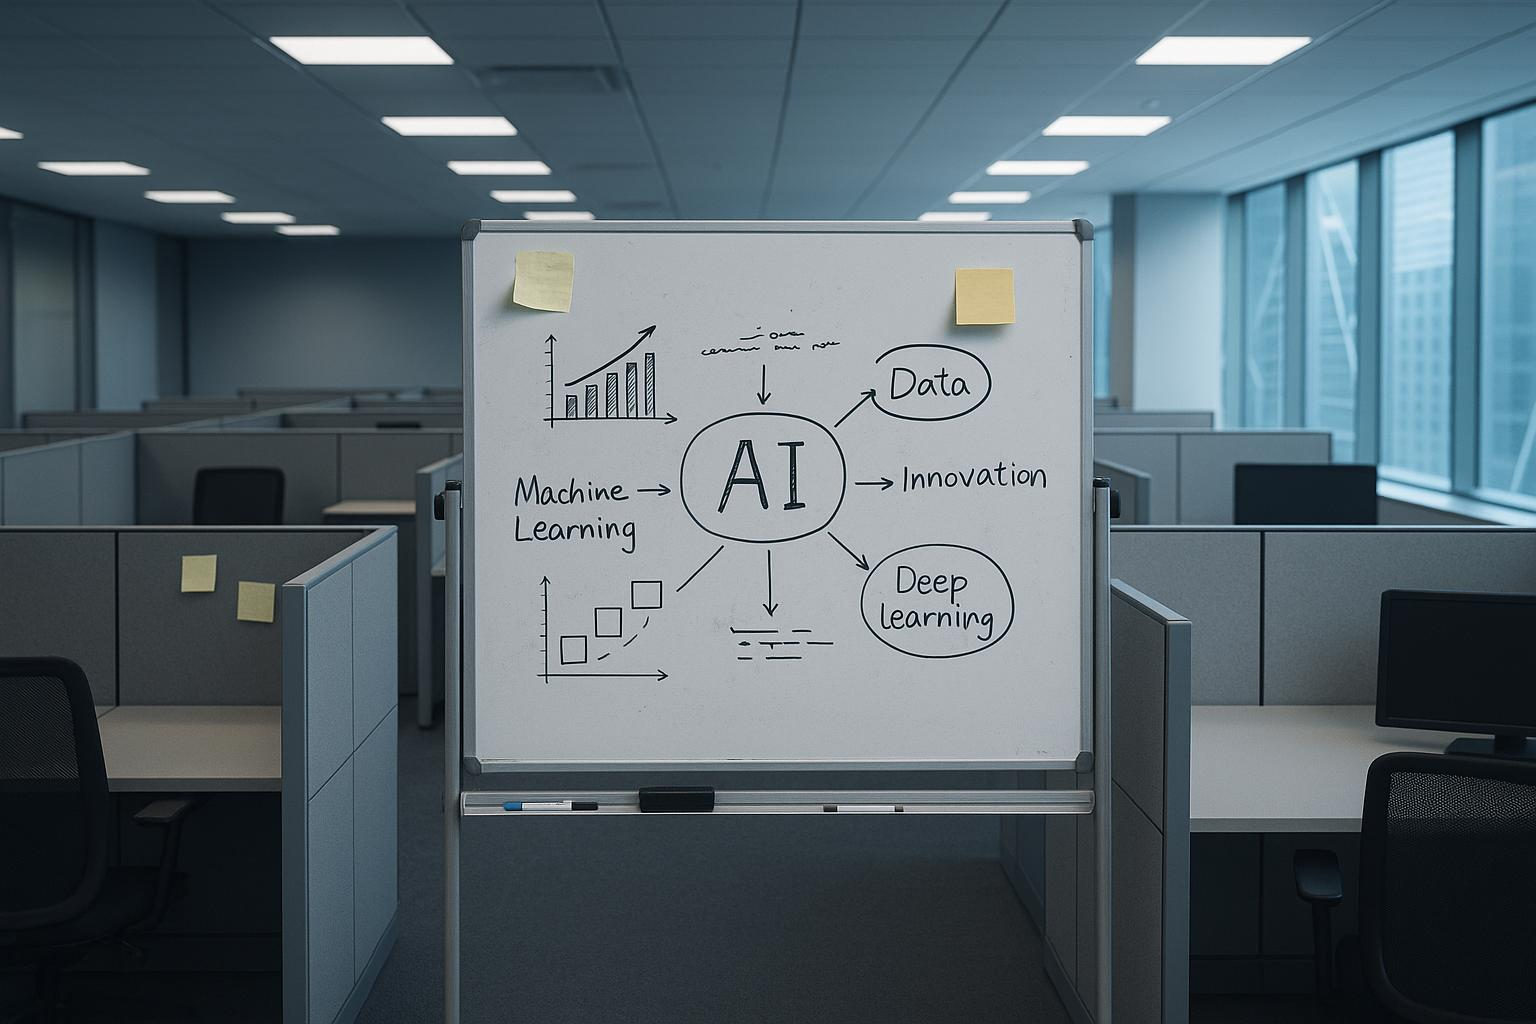 Data
AI
Machine
Learning
Innovation
Deep
learning